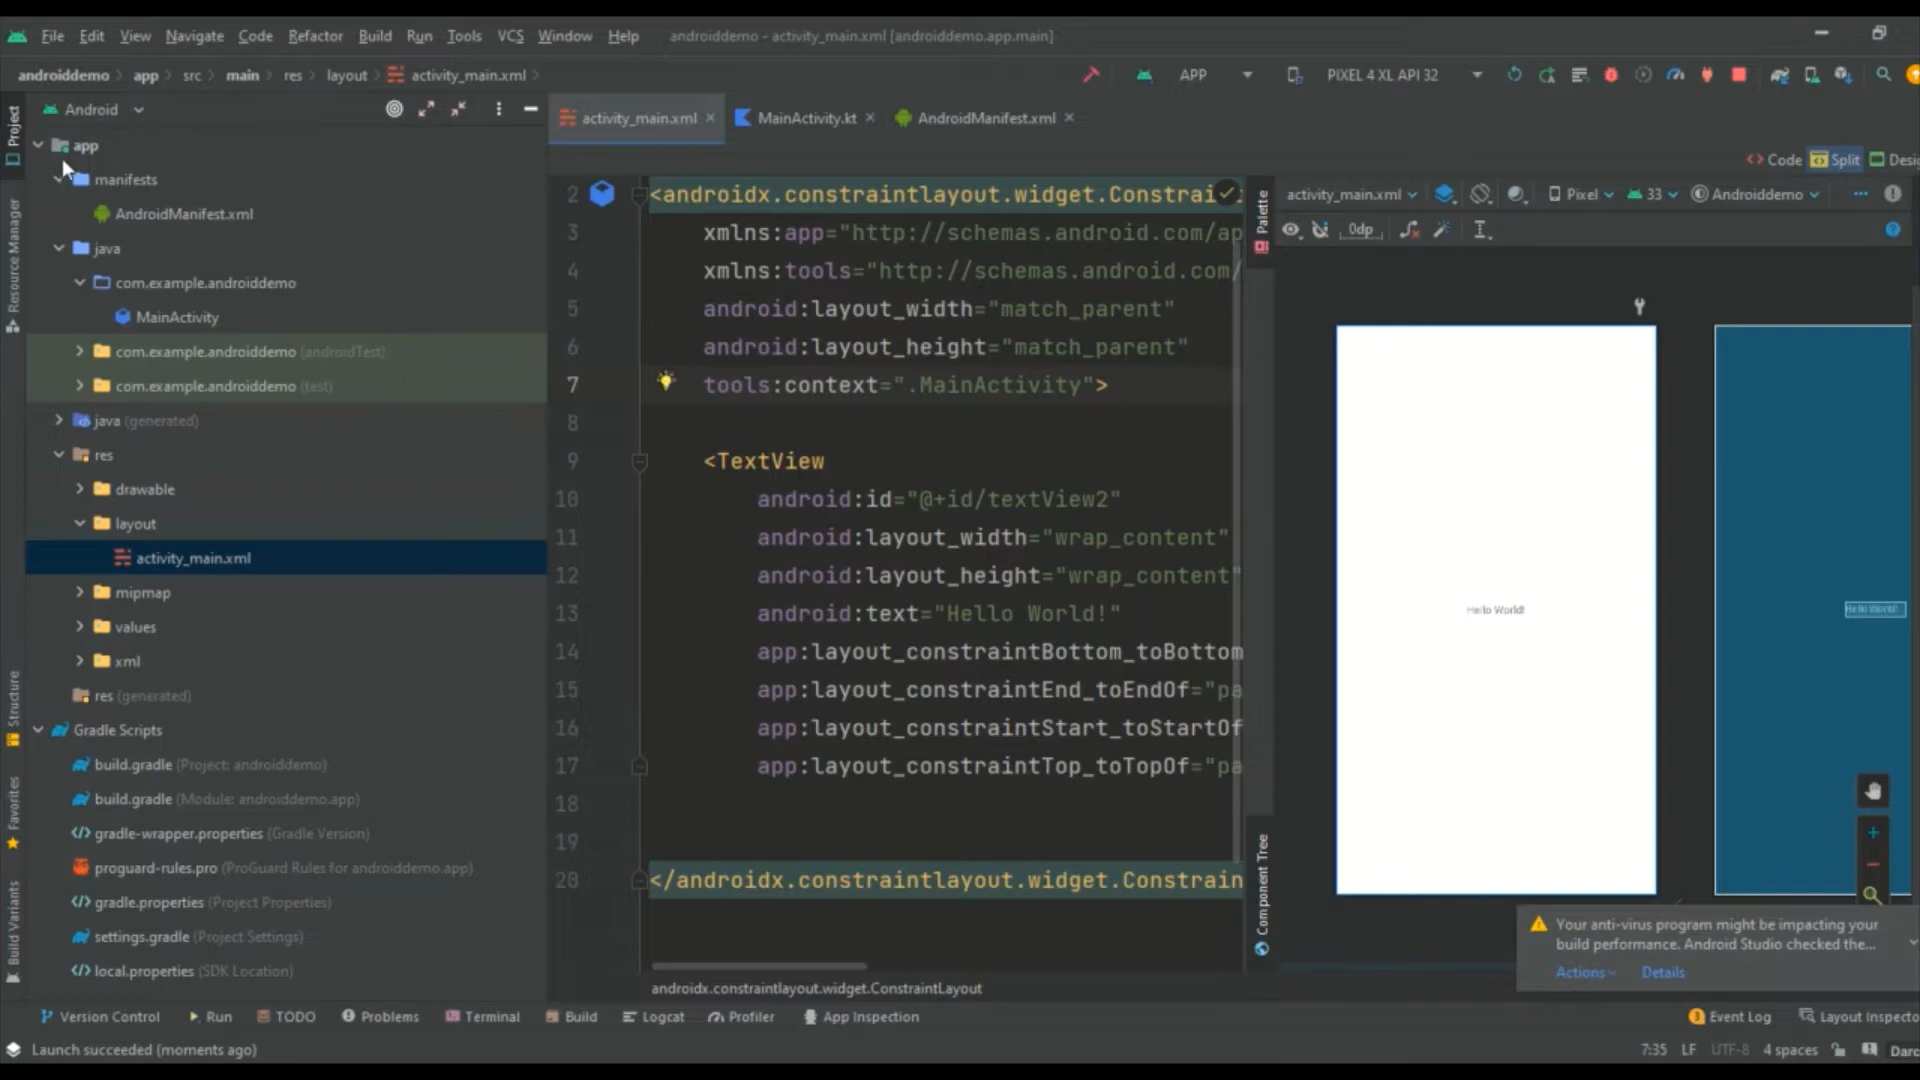 File Edit View Navigate Code Refactor Build Run Tools VCS Window Help androiddemo - activity_main.xml [androiddemo.app.main]
androiddemo app src main res layout activity_main.xml APP PIXEL 4 XL API 32
Project
Android
activity_main.xml MainActivity.kt AndroidManifest.xml
Code Split
app
manifests
AndroidManifest.xml
java
com.example.androiddemo
MainActivity
com.example.androiddemo (androidTest)
com.example.androiddemo (test)
java (generated)
res
drawable
layout
activity_main.xml
mipmap
values
xml
res (generated)
Gradle Scripts
build.gradle (Project: androiddemo)
build.gradle (Module: androiddemo.app)
gradle-wrapper.properties (Gradle Version)
proguard-rules.pro (ProGuard Rules for androiddemo.app)
gradle.properties (Project Properties)
settings.gradle (Project Settings)
local.properties (SDK Location)
Resource Manager
Structure
Favorites
Build Variants
2 <androidx.constraintlayout.widget.Constrai
3 xmlns:app="http://schemas.android.com/ap
4 xmlns:tools="http://schemas.android.com/
5 android:layout_width="match_parent"
6 android:layout_height="match_parent"
7 tools:context=".MainActivity">
8
9 <TextView
10 android:id="@+id/textView2"
11 android:layout_width="wrap_content"
12 android:layout_height="wrap_content"
13 android:text="Hello World!"
14 app:layout_constraintBottom_toBottom
15 app:layout_constraintEnd_toEndOf="pa
16 app:layout_constraintStart_toStartOf
17 app:layout_constraintTop_toTopOf="pa
18
19
20 </androidx.constraintlayout.widget.Constrain
androidx.constraintlayout.widget.ConstraintLayout
Palette
Component Tree
activity_main.xml Pixel 33 Androiddemo
0dp
Hello World!
Hello World!
Your anti-virus program might be impacting your
build performance. Android Studio checked the...
Actions Details
Version Control Run TODO Problems Terminal Build Logcat Profiler App Inspection 3 Event Log Layout Inspecto
Launch succeeded (moments ago) 7:35 LF UTF-8 4 spaces Darc